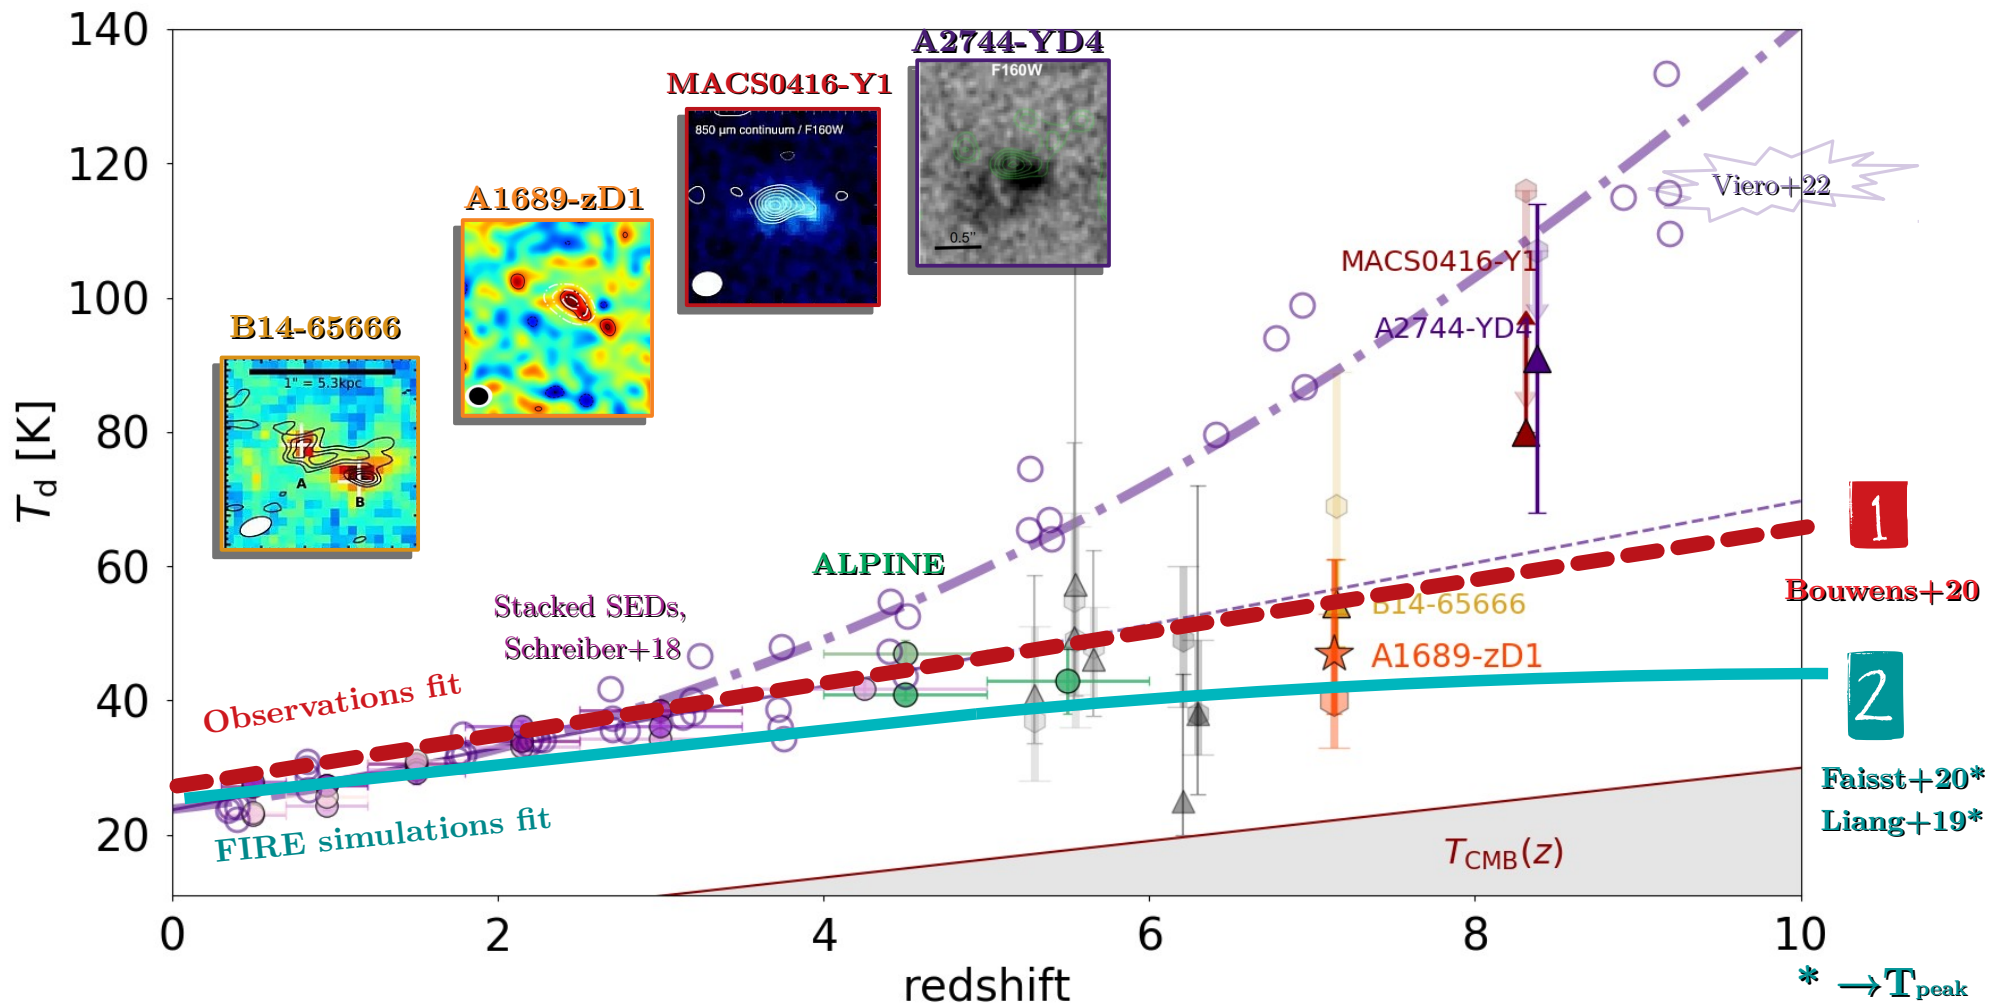 140
120
100
80
60
40
20
T_d [K]
0
2
4
6
8
10
redshift
A2744-YD4
F160W
0.5"
MACS0416-Y1
850 μm continuum / F160W
A1689-zD1
B14-65666
1" = 5.3kpc
A
B
Viero+22
MACS0416-Y1
A2744-YD4
ALPINE
Stacked SEDs,
Schreiber+18
Observations fit
FIRE simulations fit
B14-65666
A1689-zD1
T_CMB(z)
1
Bouwens+20
2
Faisst+20*
Liang+19*
* → T_peak